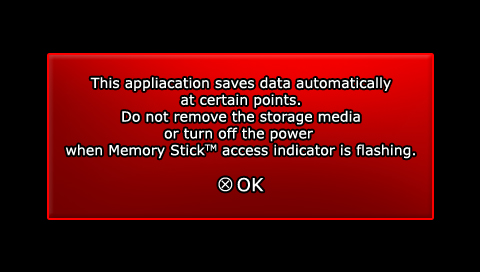 This appliacation saves data automatically
at certain points.
Do not remove the storage media
or turn off the power
when Memory Stick™ access indicator is flashing.
ⓧ OK